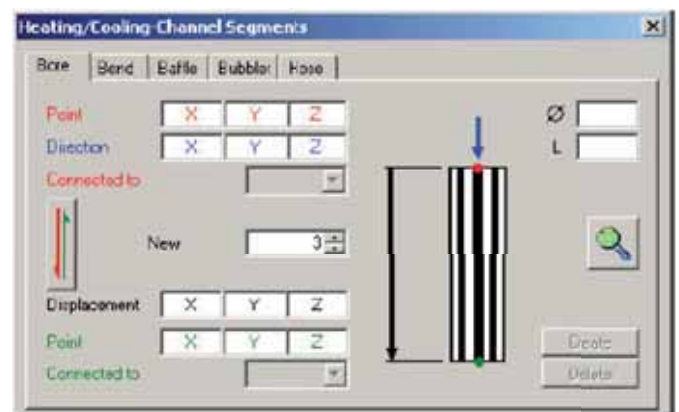 Heating/Cooling-Channel Segments
Bore Bend Baffle Bubbler Hose
Point X Y Z Ø
Direction X Y Z L
Connected to
New 3
Displacement X Y Z
Point X Y Z
Create
Connected to
Delete